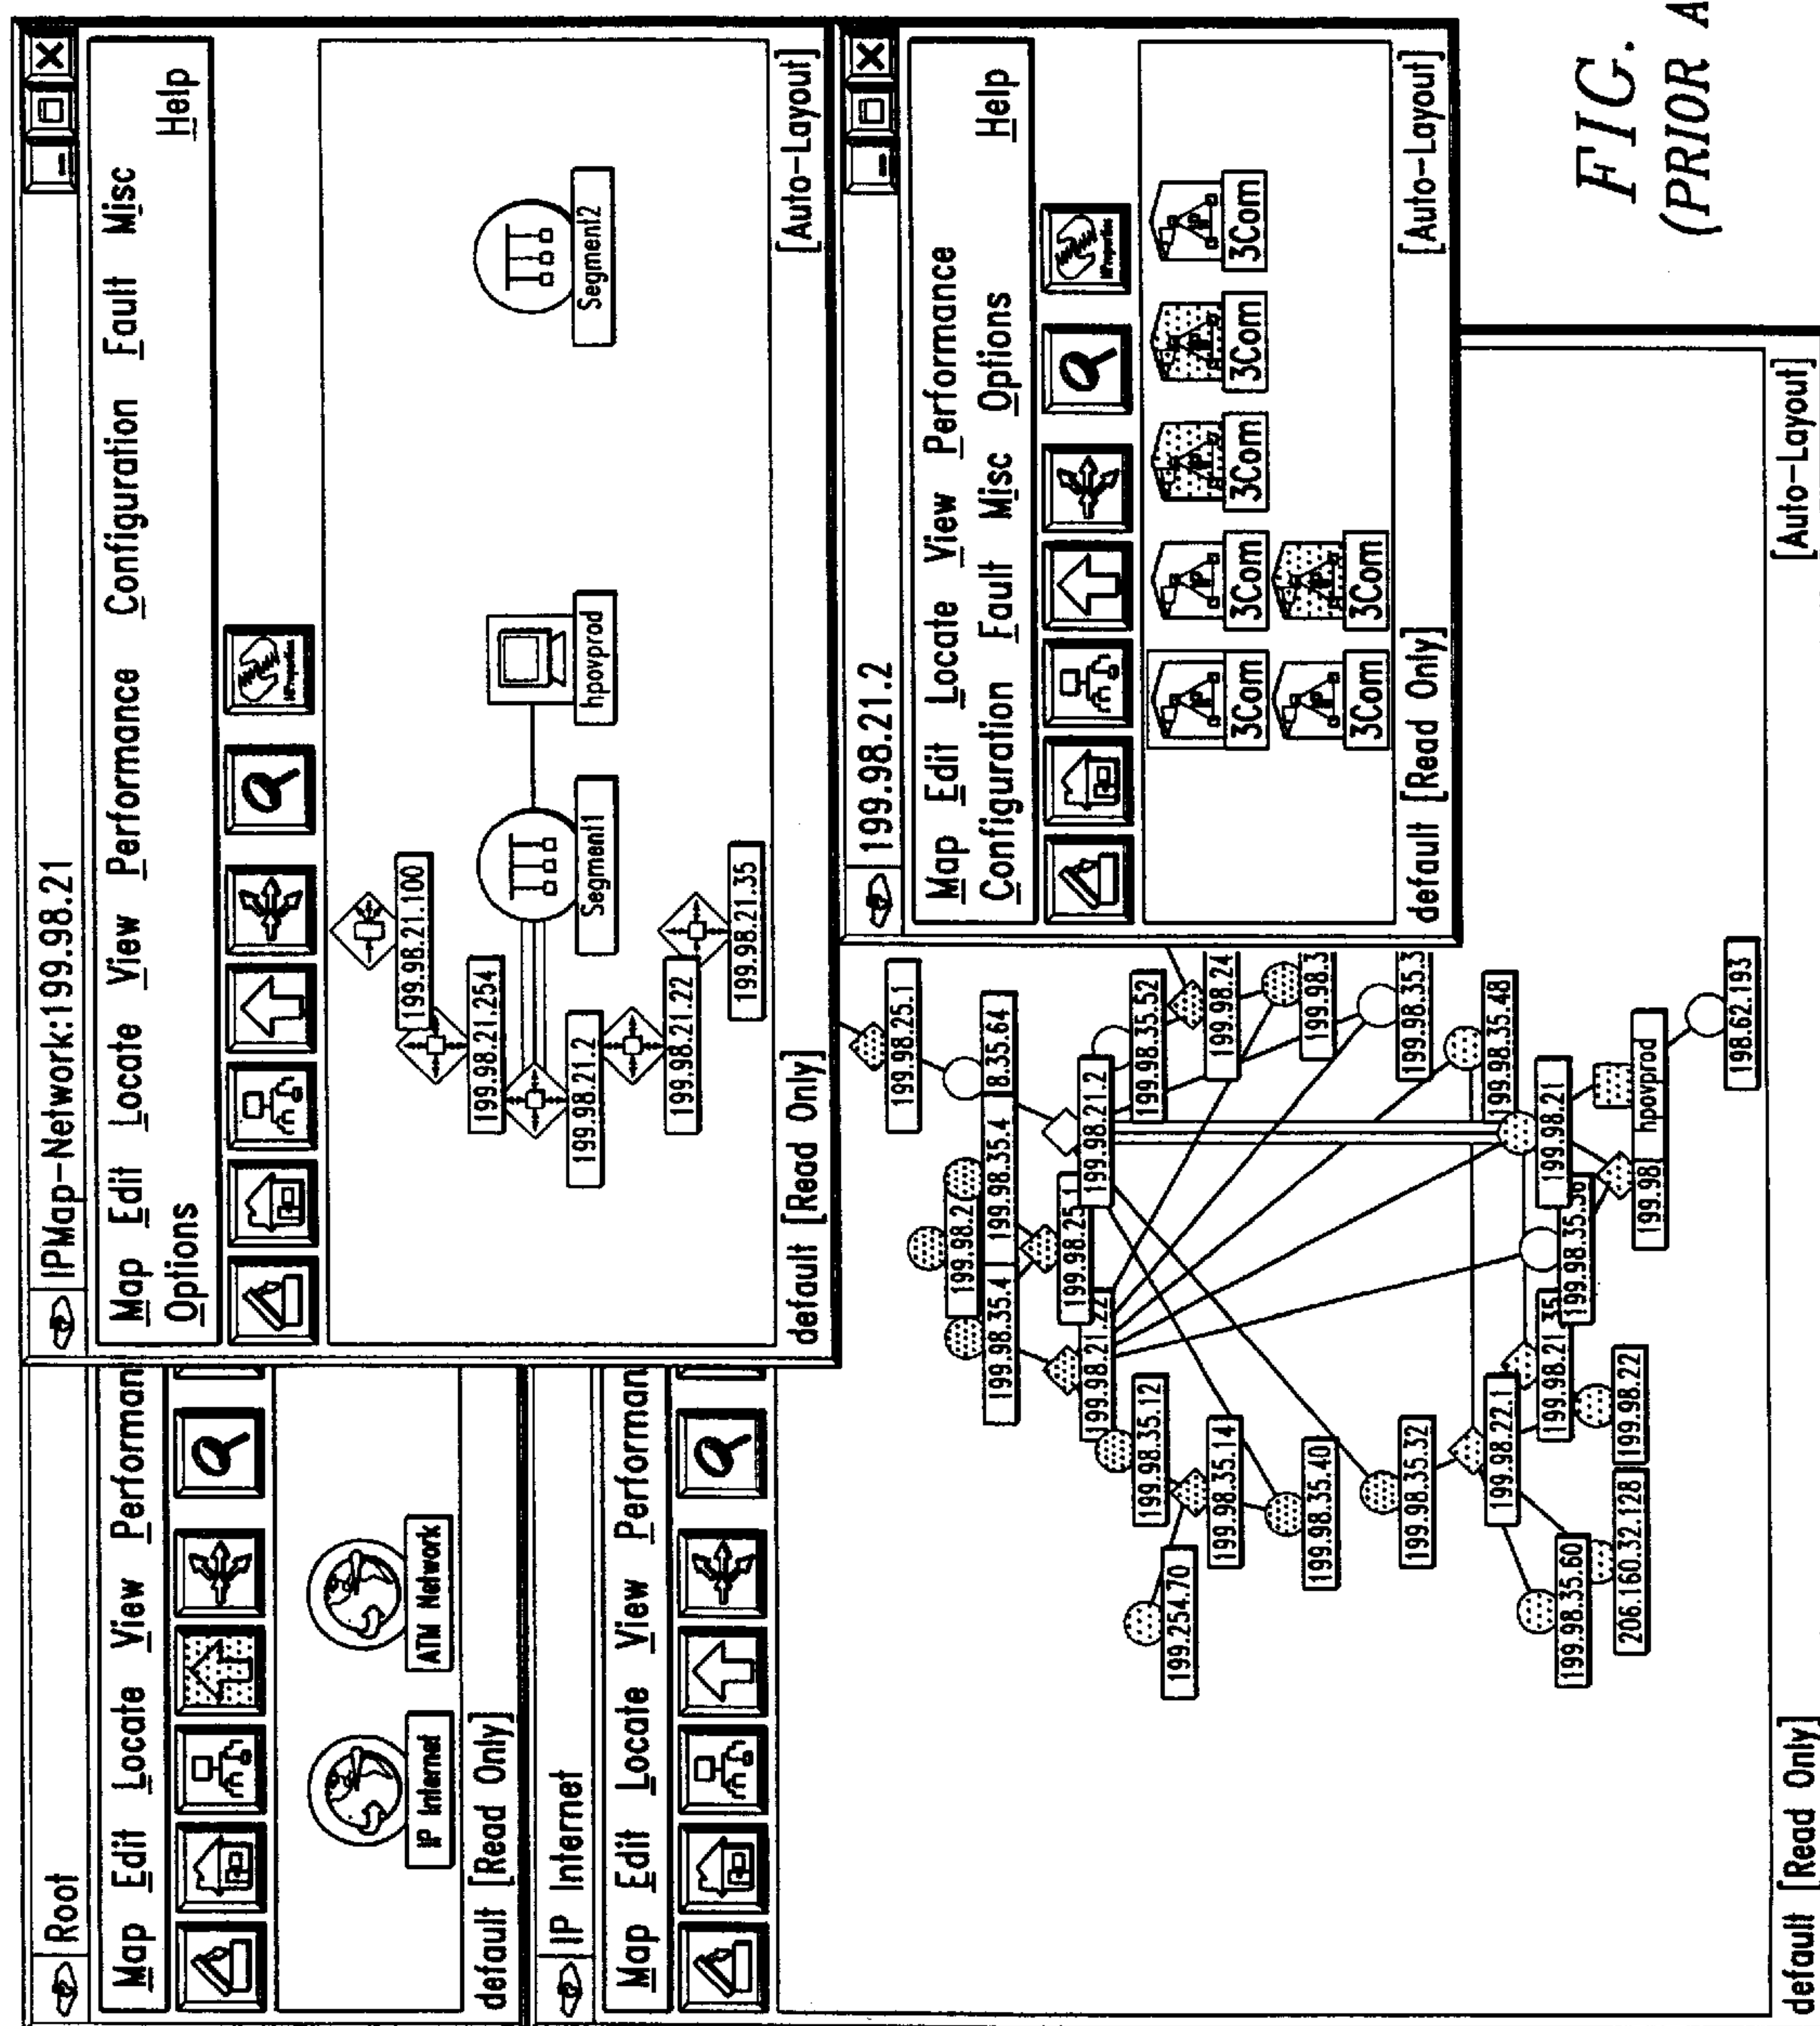 Root
Map Edit Locate View Performan
IP Internet
ATM Network
default [Read Only]
IP Internet
Map Edit Locate View Performan
199.98.25.1
8.35.64
199.98.2
199.98.35.4
199.98.35.4
199.98.25.1
199.98.21.22
199.98.21.2
199.98.35.52
199.98.35.12
199.254.70
199.98.35.14
199.98.24
199.98.35.40
199.98.3
199.98.35.32
199.98.35.3
199.98.22.1
199.98.35.48
199.98.35.60
199.98.21.35
199.98.21
199.98.35.36
206.160.32.128
199.98.22
199.98
hpovprod
198.62.193
default [Read Only]
[Auto-Layout]
IPMap-Network:199.98.21
Map Edit Locate View Performance Configuration Fault Misc
Options
Help
199.98.21.100
199.98.21.254
199.98.21.2
199.98.21.22
199.98.21.35
Segment1
hpovprod
Segment2
default [Read Only]
[Auto-Layout]
199.98.21.2
Map Edit Locate View Performance
Configuration Fault Misc Options
Help
3Com 3Com 3Com 3Com 3Com
3Com 3Com
default [Read Only]
[Auto-Layout]
FIG.
(PRIOR A